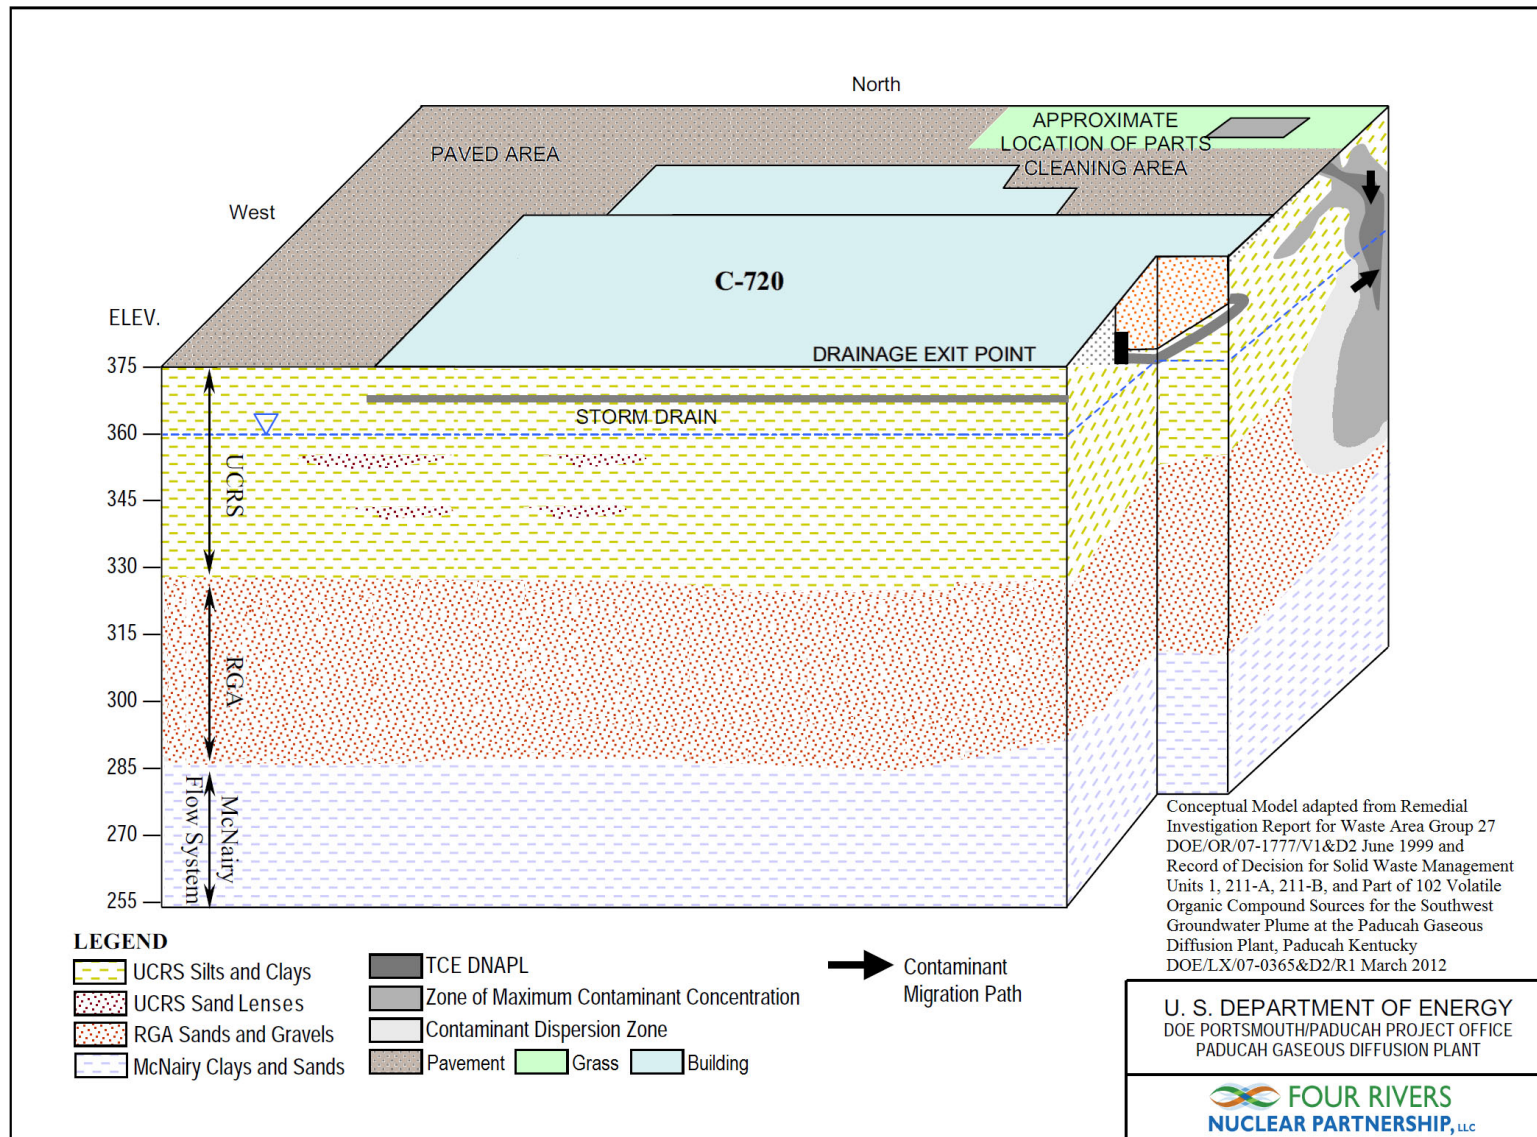 North
APPROXIMATE
LOCATION OF PARTS
CLEANING AREA
PAVED AREA
West
C-720
ELEV.
DRAINAGE EXIT POINT
375
STORM DRAIN
360
UCRS
345
330
315
RGA
300
285
McNairy
Flow System
270
255
Conceptual Model adapted from Remedial
Investigation Report for Waste Area Group 27
DOE/OR/07-1777/V1&D2 June 1999 and
Record of Decision for Solid Waste Management
Units 1, 211-A, 211-B, and Part of 102 Volatile
Organic Compound Sources for the Southwest
Groundwater Plume at the Paducah Gaseous
Diffusion Plant, Paducah Kentucky
DOE/LX/07-0365&D2/R1 March 2012
LEGEND
UCRS Silts and Clays
UCRS Sand Lenses
RGA Sands and Gravels
McNairy Clays and Sands
TCE DNAPL
Zone of Maximum Contaminant Concentration
Contaminant Dispersion Zone
Pavement Grass Building
Contaminant
Migration Path
U. S. DEPARTMENT OF ENERGY
DOE PORTSMOUTH/PADUCAH PROJECT OFFICE
PADUCAH GASEOUS DIFFUSION PLANT
FOUR RIVERS
NUCLEAR PARTNERSHIP, LLC